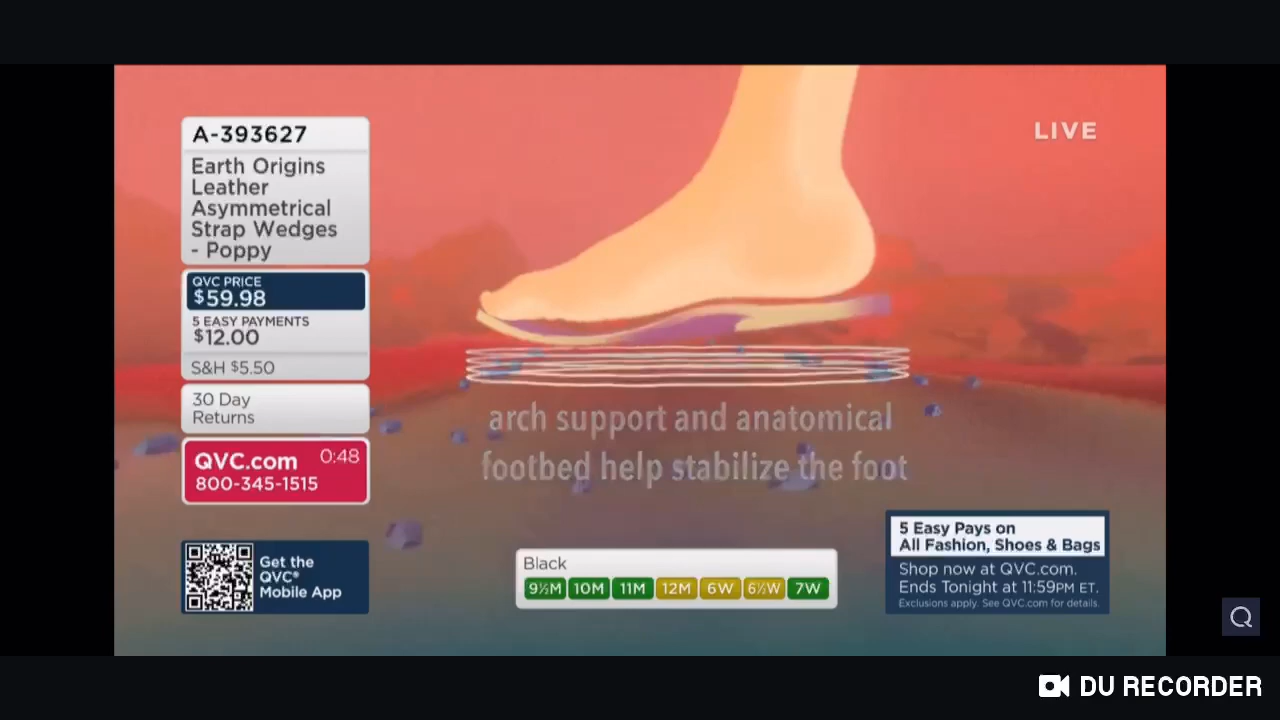 A-393627
Earth Origins
Leather
Asymmetrical
Strap Wedges
- Poppy
QVC PRICE
$59.98
5 EASY PAYMENTS
$12.00
S&H $5.50
30 Day
Returns
QVC.com 0:48
800-345-1515
Get the
QVC®
Mobile App
LIVE
arch support and anatomical
footbed help stabilize the foot
Black
9½M 10M 11M 12M 6W 6½W 7W
5 Easy Pays on
All Fashion, Shoes & Bags
Shop now at QVC.com.
Ends Tonight at 11:59PM ET.
Exclusions apply. See QVC.com for details.
Q
DU RECORDER